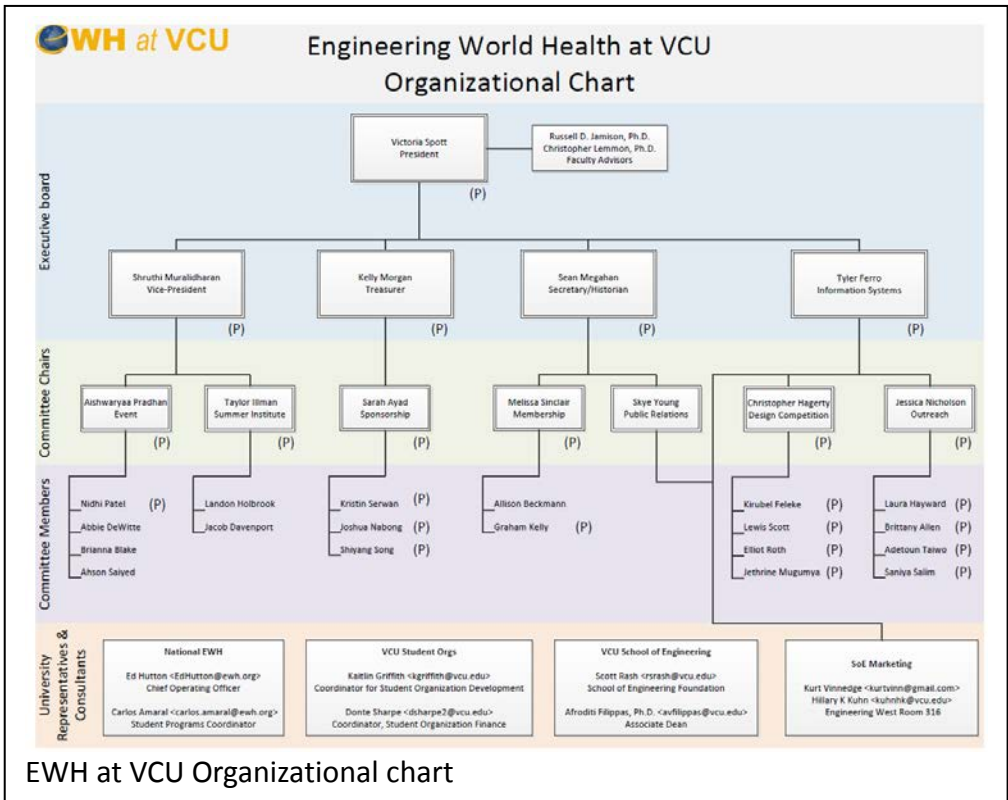 EWH at VCU
Engineering World Health at VCU
Organizational Chart
Executive board
Victoria Spott
President
(P)
Russell D. Jamison, Ph.D.
Christopher Lemmon, Ph.D.
Faculty Advisors
Shruthi Muralidharan
Vice-President
(P)
Kelly Morgan
Treasurer
(P)
Sean Megahan
Secretary/Historian
(P)
Tyler Ferro
Information Systems
(P)
Committee Chairs
Aishwaryaa Pradhan
Event
(P)
Taylor Illman
Summer Institute
(P)
Sarah Ayad
Sponsorship
(P)
Melissa Sinclair
Membership
(P)
Skye Young
Public Relations
Christopher Hagerty
Design Competition
(P)
Jessica Nicholson
Outreach
(P)
Committee Members
Nidhi Patel (P)
Abbie DeWitte
Brianna Blake
Ahson Saiyed
Landon Holbrook
Jacob Davenport
Kristin Serwan (P)
Joshua Nabong (P)
Shiyang Song (P)
Allison Beckmann
Graham Kelly (P)
Kirubel Feleke (P)
Lewis Scott (P)
Elliot Roth (P)
Jethrine Mugumya (P)
Laura Hayward (P)
Brittany Allen (P)
Adetoun Taiwo (P)
Saniya Salim (P)
University
Representatives &
Consultants
National EWH
Ed Hutton <EdHutton@ewh.org>
Chief Operating Officer
Carlos Amaral <carlos.amaral@ewh.org>
Student Programs Coordinator
VCU Student Orgs
Kaitlin Griffith <kgriffith@vcu.edu>
Coordinator for Student Organization Development
Donte Sharpe <dsharpe2@vcu.edu>
Coordinator, Student Organization Finance
VCU School of Engineering
Scott Rash <rsrash@vcu.edu>
School of Engineering Foundation
Afroditi Filippas, Ph.D. <avfilippas@vcu.edu>
Associate Dean
SoE Marketing
Kurt Vinnedge <kurtvinn@gmail.com>
Hillary K Kuhn <kuhnhk@vcu.edu>
Engineering West Room 316
EWH at VCU Organizational chart